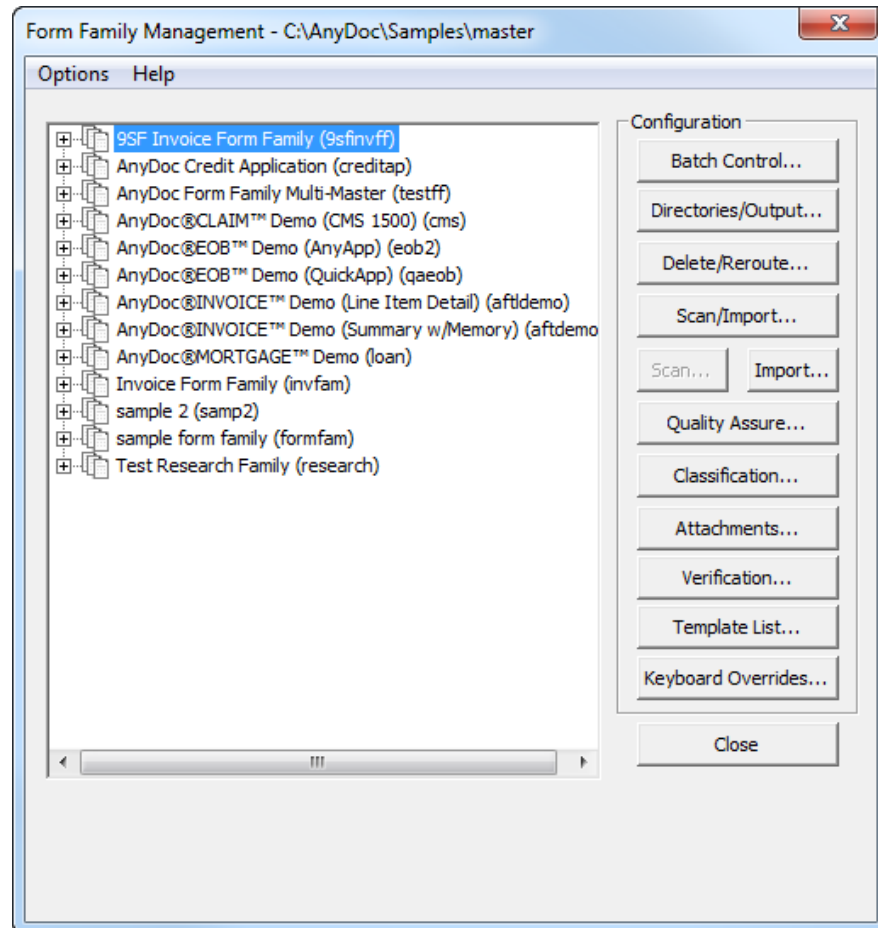 Form Family Management - C:\AnyDoc\Samples\master
X
Options Help
9SF Invoice Form Family (9sfinvff)
AnyDoc Credit Application (creditap)
AnyDoc Form Family Multi-Master (testff)
AnyDoc®CLAIM™ Demo (CMS 1500) (cms)
AnyDoc®EOB™ Demo (AnyApp) (eob2)
AnyDoc®EOB™ Demo (QuickApp) (qaeob)
AnyDoc®INVOICE™ Demo (Line Item Detail) (aftldemo)
AnyDoc®INVOICE™ Demo (Summary w/Memory) (aftdemo
AnyDoc®MORTGAGE™ Demo (loan)
Invoice Form Family (invfam)
sample 2 (samp2)
sample form family (formfam)
Test Research Family (research)
Configuration
Batch Control...
Directories/Output...
Delete/Reroute...
Scan/Import...
Scan... Import...
Quality Assure...
Classification...
Attachments...
Verification...
Template List...
Keyboard Overrides...
Close